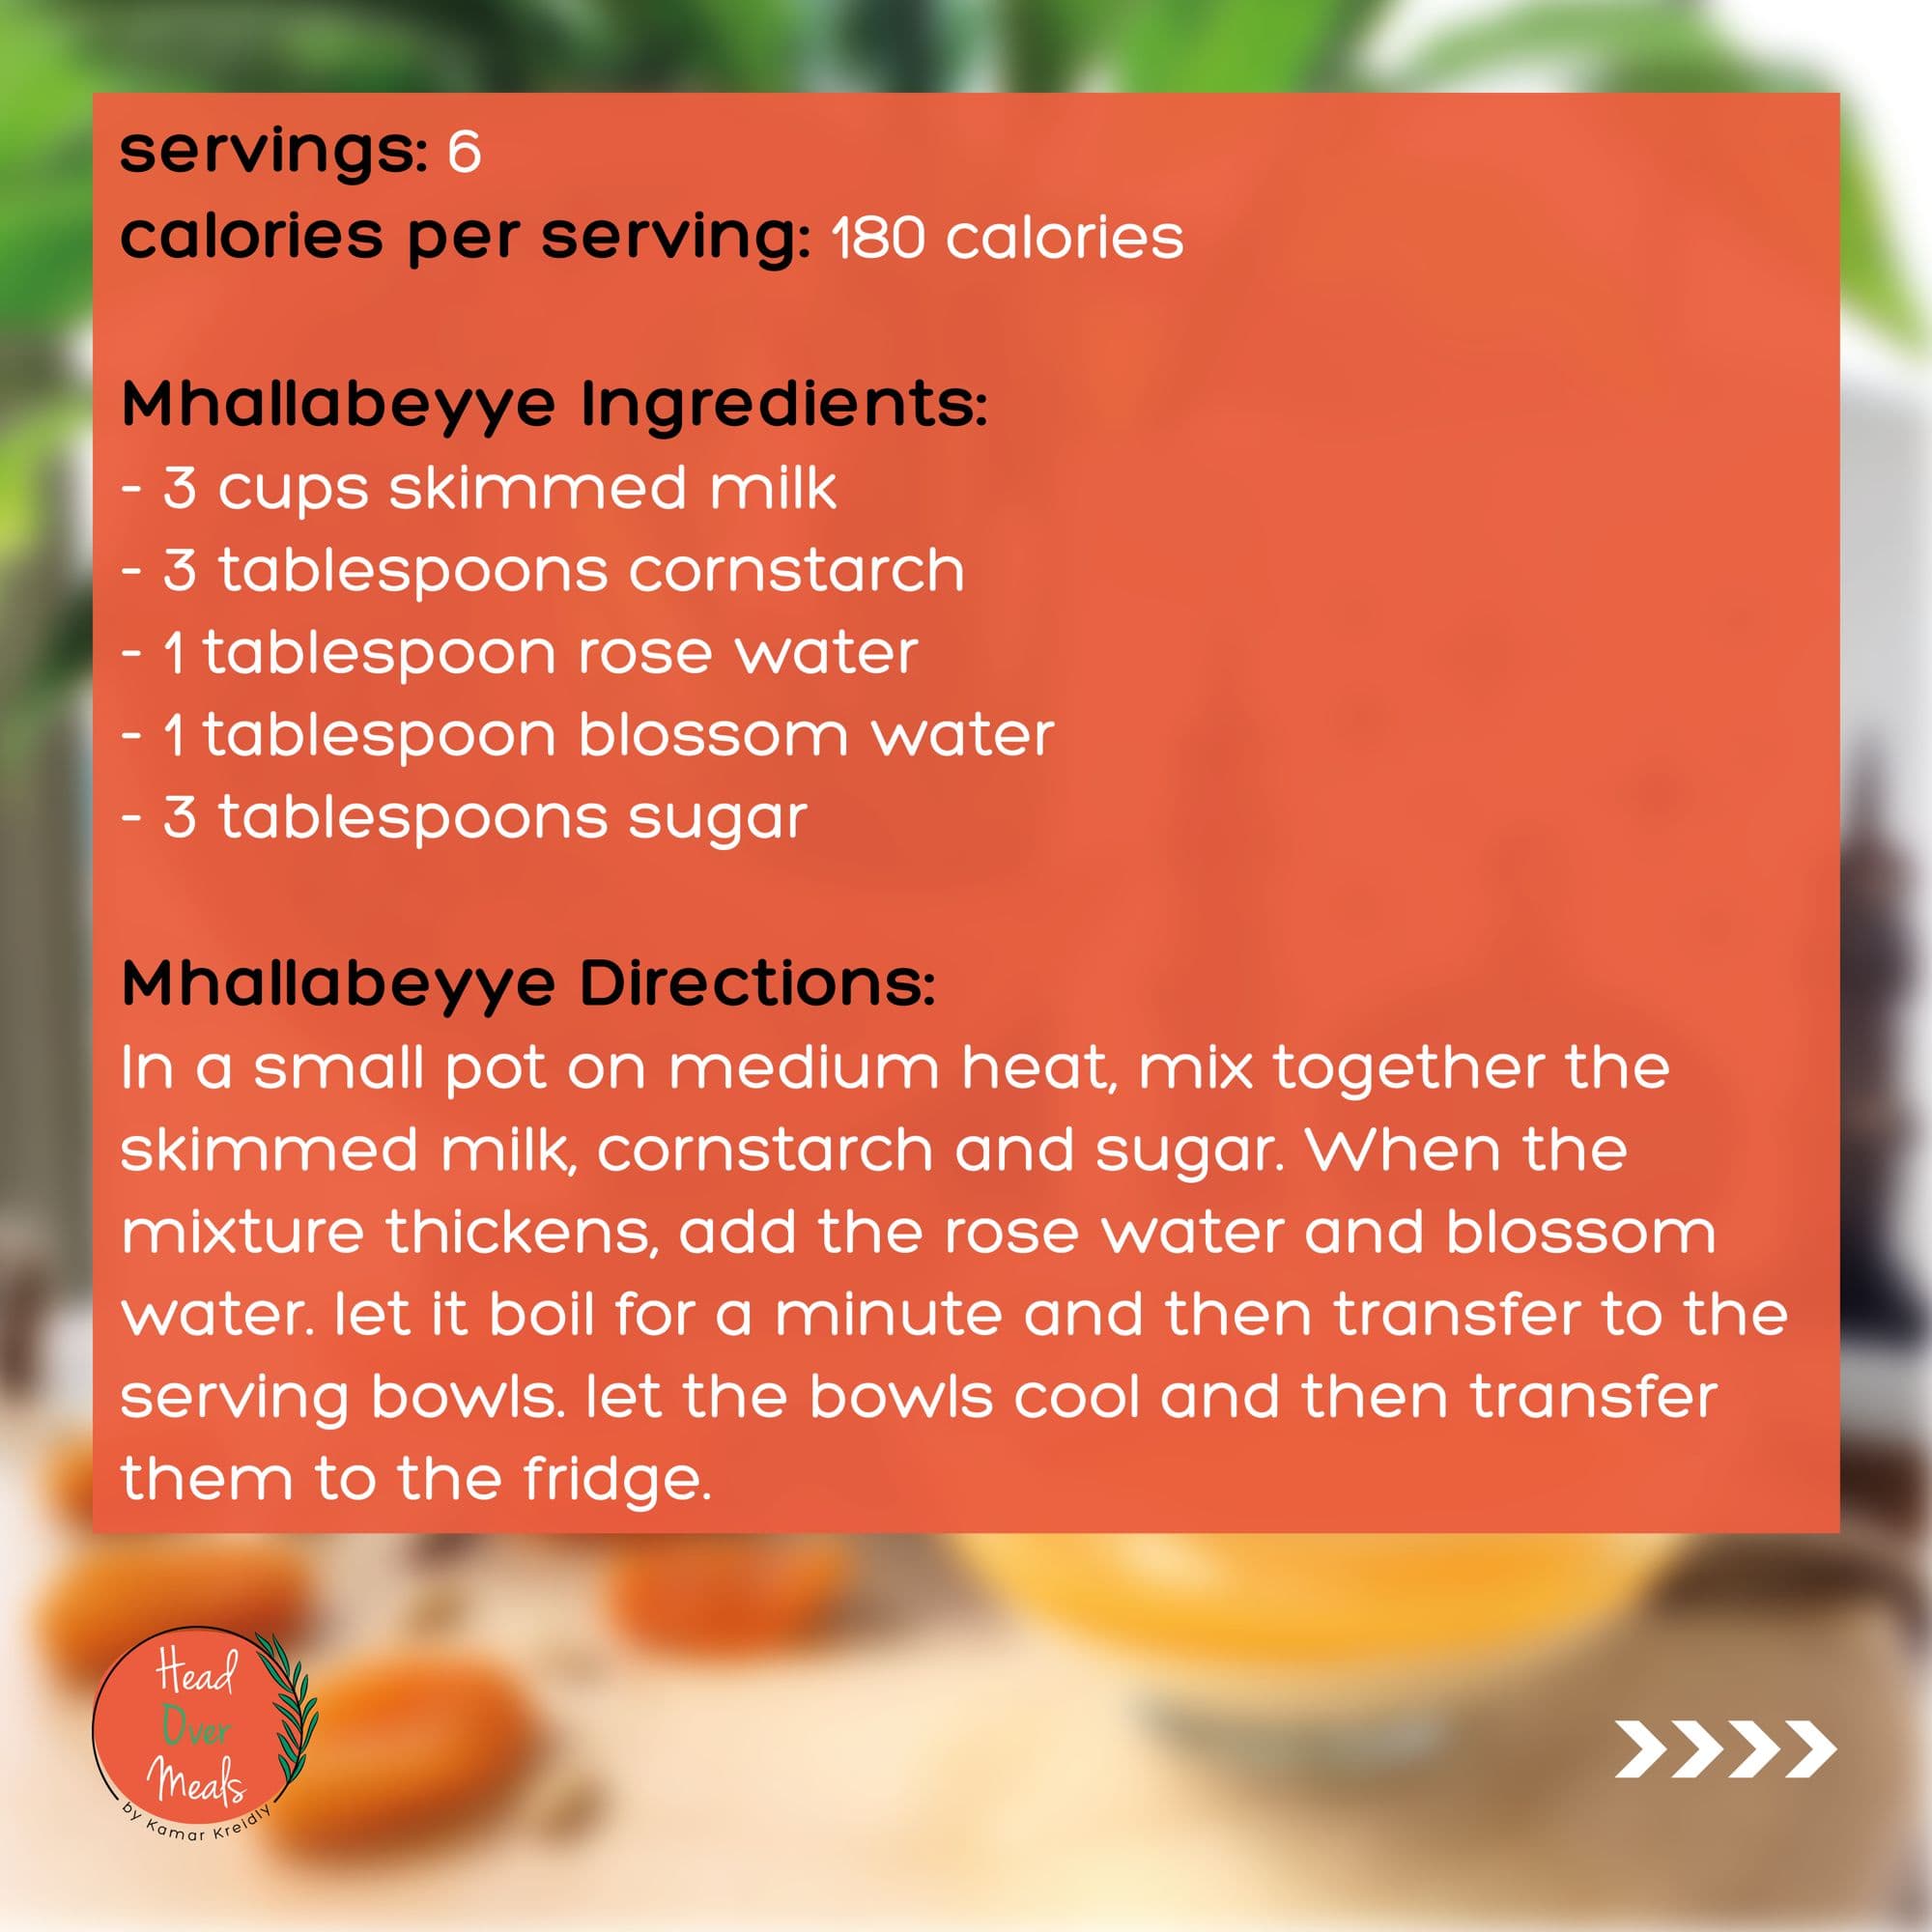 servings: 6
calories per serving: 180 calories
Mhallabeyye Ingredients:
- 3 cups skimmed milk
- 3 tablespoons cornstarch
- 1 tablespoon rose water
- 1 tablespoon blossom water
- 3 tablespoons sugar
Mhallabeyye Directions:
In a small pot on medium heat, mix together the
skimmed milk, cornstarch and sugar. When the
mixture thickens, add the rose water and blossom
water. let it boil for a minute and then transfer to the
serving bowls. let the bowls cool and then transfer
them to the fridge.
Head
Over
Meals
by Kamar Kreidly